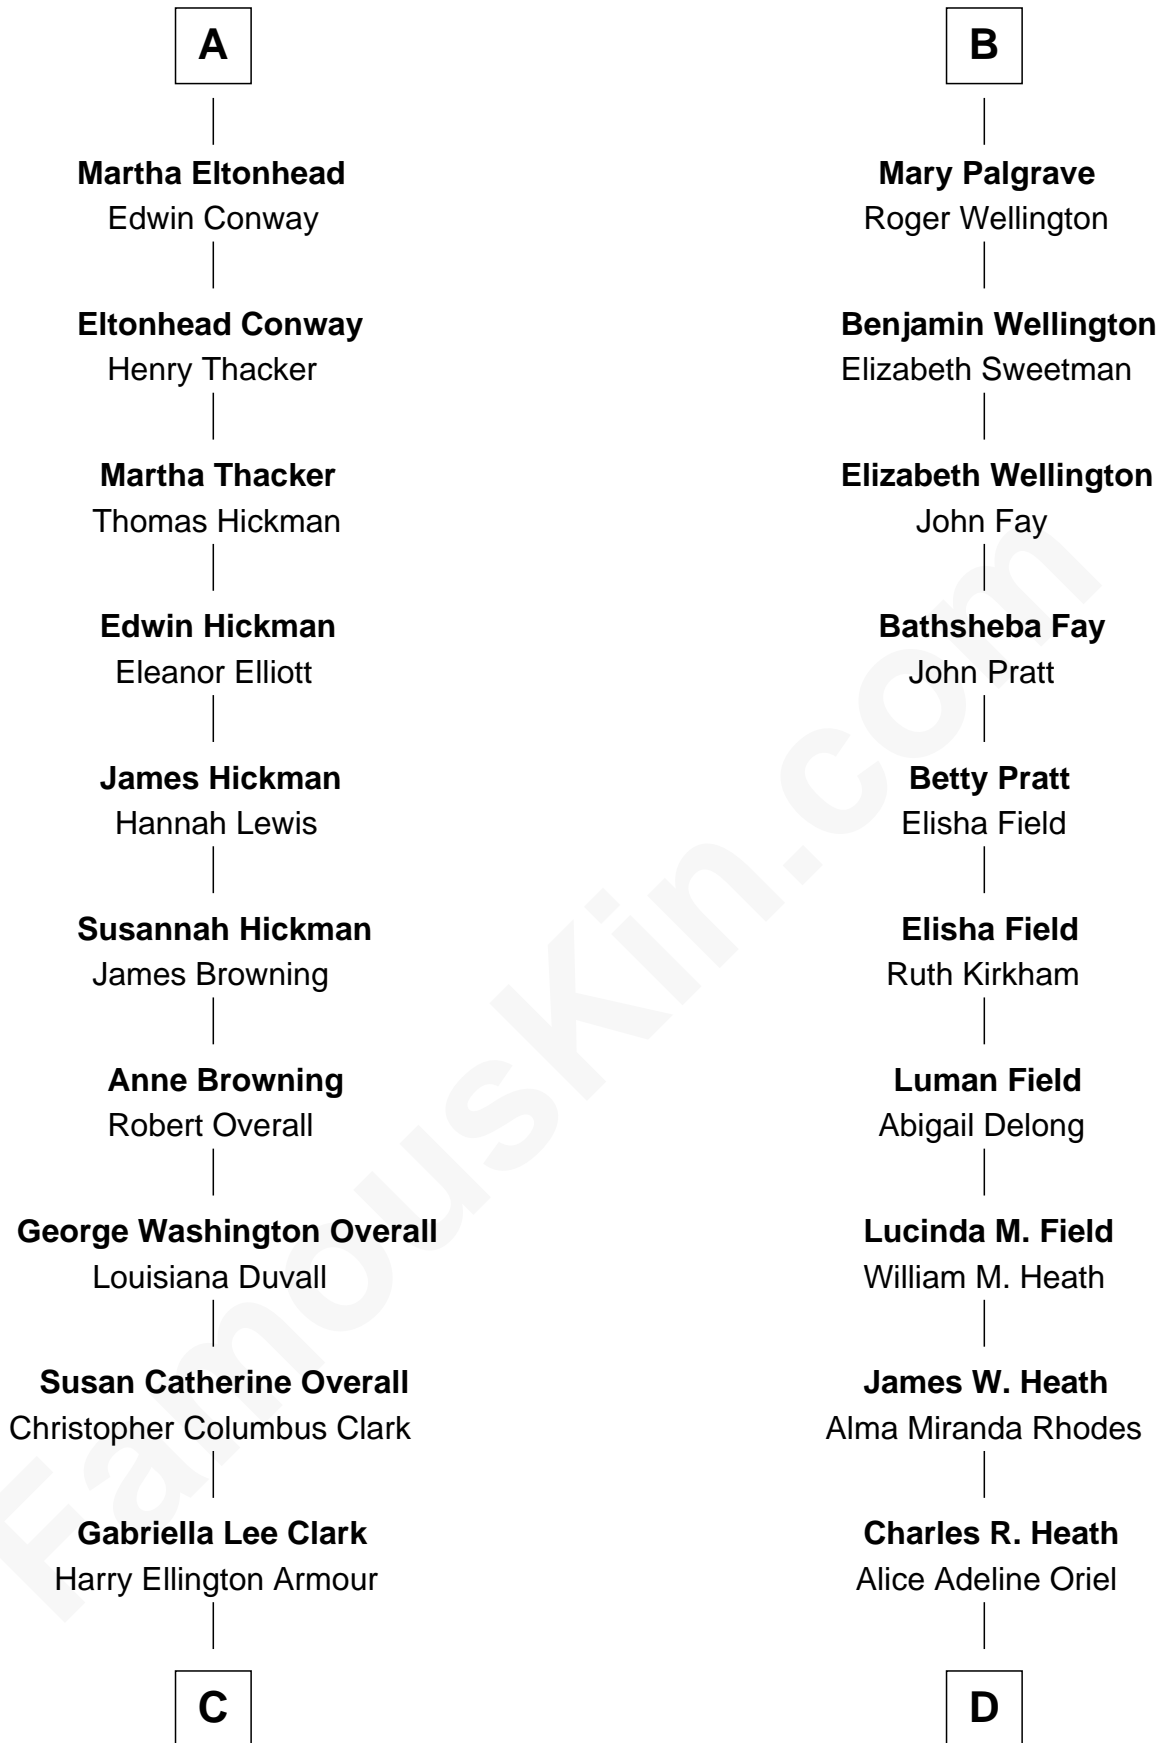 A
Martha Eltonhead
Edwin Conway
Eltonhead Conway
Henry Thacker
Martha Thacker
Thomas Hickman
Edwin Hickman
Eleanor Elliott
James Hickman
Hannah Lewis
Susannah Hickman
James Browning
Anne Browning
Robert Overall
George Washington Overall
Louisiana Duvall
Susan Catherine Overall
Christopher Columbus Clark
Gabriella Lee Clark
Harry Ellington Armour
C
B
Mary Palgrave
Roger Wellington
Benjamin Wellington
Elizabeth Sweetman
Elizabeth Wellington
John Fay
Bathsheba Fay
John Pratt
Betty Pratt
Elisha Field
Elisha Field
Ruth Kirkham
Luman Field
Abigail Delong
Lucinda M. Field
William M. Heath
James W. Heath
Alma Miranda Rhodes
Charles R. Heath
Alice Adeline Oriel
D
FamousKin.com